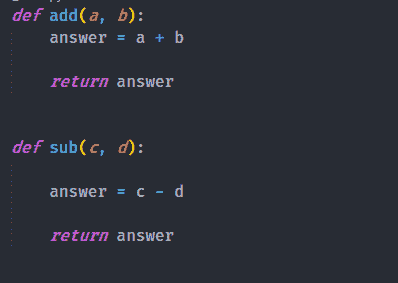 def add(a, b):
    answer = a + b
    return answer
def sub(c, d):
    answer = c - d
    return answer